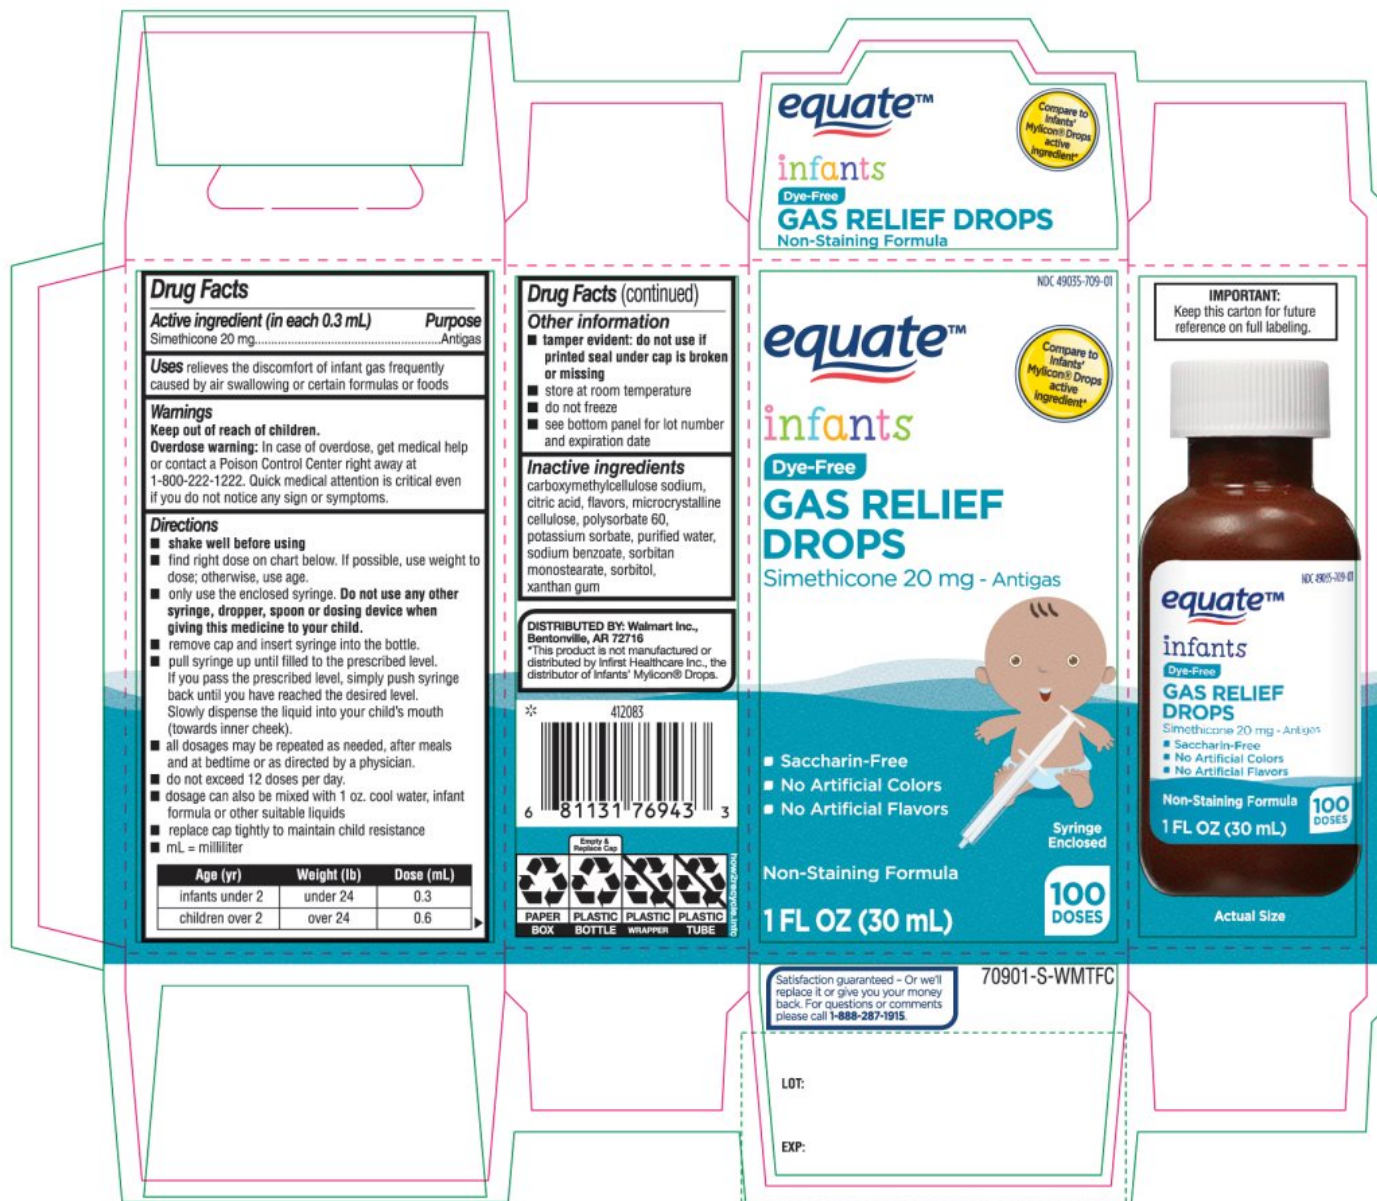 equate™
Compare to
Infants'
Mylicon® Drops
active
ingredient*
infants
Dye-Free
GAS RELIEF DROPS
Non-Staining Formula
Drug Facts
Active ingredient (in each 0.3 mL) Purpose
Simethicone 20 mg........................................................Antigas
Uses relieves the discomfort of infant gas frequently
caused by air swallowing or certain formulas or foods
Warnings
Keep out of reach of children.
Overdose warning: In case of overdose, get medical help
or contact a Poison Control Center right away at
1-800-222-1222. Quick medical attention is critical even
if you do not notice any sign or symptoms.
Directions
■ shake well before using
■ find right dose on chart below. If possible, use weight to
dose; otherwise, use age.
■ only use the enclosed syringe. Do not use any other
syringe, dropper, spoon or dosing device when
giving this medicine to your child.
■ remove cap and insert syringe into the bottle.
■ pull syringe up until filled to the prescribed level.
If you pass the prescribed level, simply push syringe
back until you have reached the desired level.
Slowly dispense the liquid into your child's mouth
(towards inner cheek).
■ all dosages may be repeated as needed, after meals
and at bedtime or as directed by a physician.
■ do not exceed 12 doses per day.
■ dosage can also be mixed with 1 oz. cool water, infant
formula or other suitable liquids
■ replace cap tightly to maintain child resistance
■ mL = milliliter
Age (yr) Weight (lb) Dose (mL)
infants under 2 under 24 0.3
children over 2 over 24 0.6
Drug Facts (continued)
Other information
■ tamper evident: do not use if
printed seal under cap is broken
or missing
■ store at room temperature
■ do not freeze
■ see bottom panel for lot number
and expiration date
Inactive ingredients
carboxymethylcellulose sodium,
citric acid, flavors, microcrystalline
cellulose, polysorbate 60,
potassium sorbate, purified water,
sodium benzoate, sorbitan
monostearate, sorbitol,
xanthan gum
DISTRIBUTED BY: Walmart Inc.,
Bentonville, AR 72716
*This product is not manufactured or
distributed by Infirst Healthcare Inc., the
distributor of Infants' Mylicon® Drops.
412083
6 81131 76943 3
Empty &
Replace Cap
PAPER PLASTIC PLASTIC PLASTIC
BOX BOTTLE WRAPPER TUBE
how2recycle.info
NDC 49035-709-01
equate™
Compare to
Infants'
Mylicon® Drops
active
ingredient*
infants
Dye-Free
GAS RELIEF
DROPS
Simethicone 20 mg - Antigas
■ Saccharin-Free
■ No Artificial Colors
■ No Artificial Flavors
Syringe
Enclosed
Non-Staining Formula
100
DOSES
1 FL OZ (30 mL)
IMPORTANT:
Keep this carton for future
reference on full labeling.
NDC 49035-709-01
equate™
infants
Dye-Free
GAS RELIEF
DROPS
Simethicone 20 mg - Antigas
■ Saccharin-Free
■ No Artificial Colors
■ No Artificial Flavors
Non-Staining Formula
100
DOSES
1 FL OZ (30 mL)
Actual Size
Satisfaction guaranteed – Or we'll
replace it or give you your money
back. For questions or comments
please call 1-888-287-1915.
70901-S-WMTFC
LOT:
EXP: